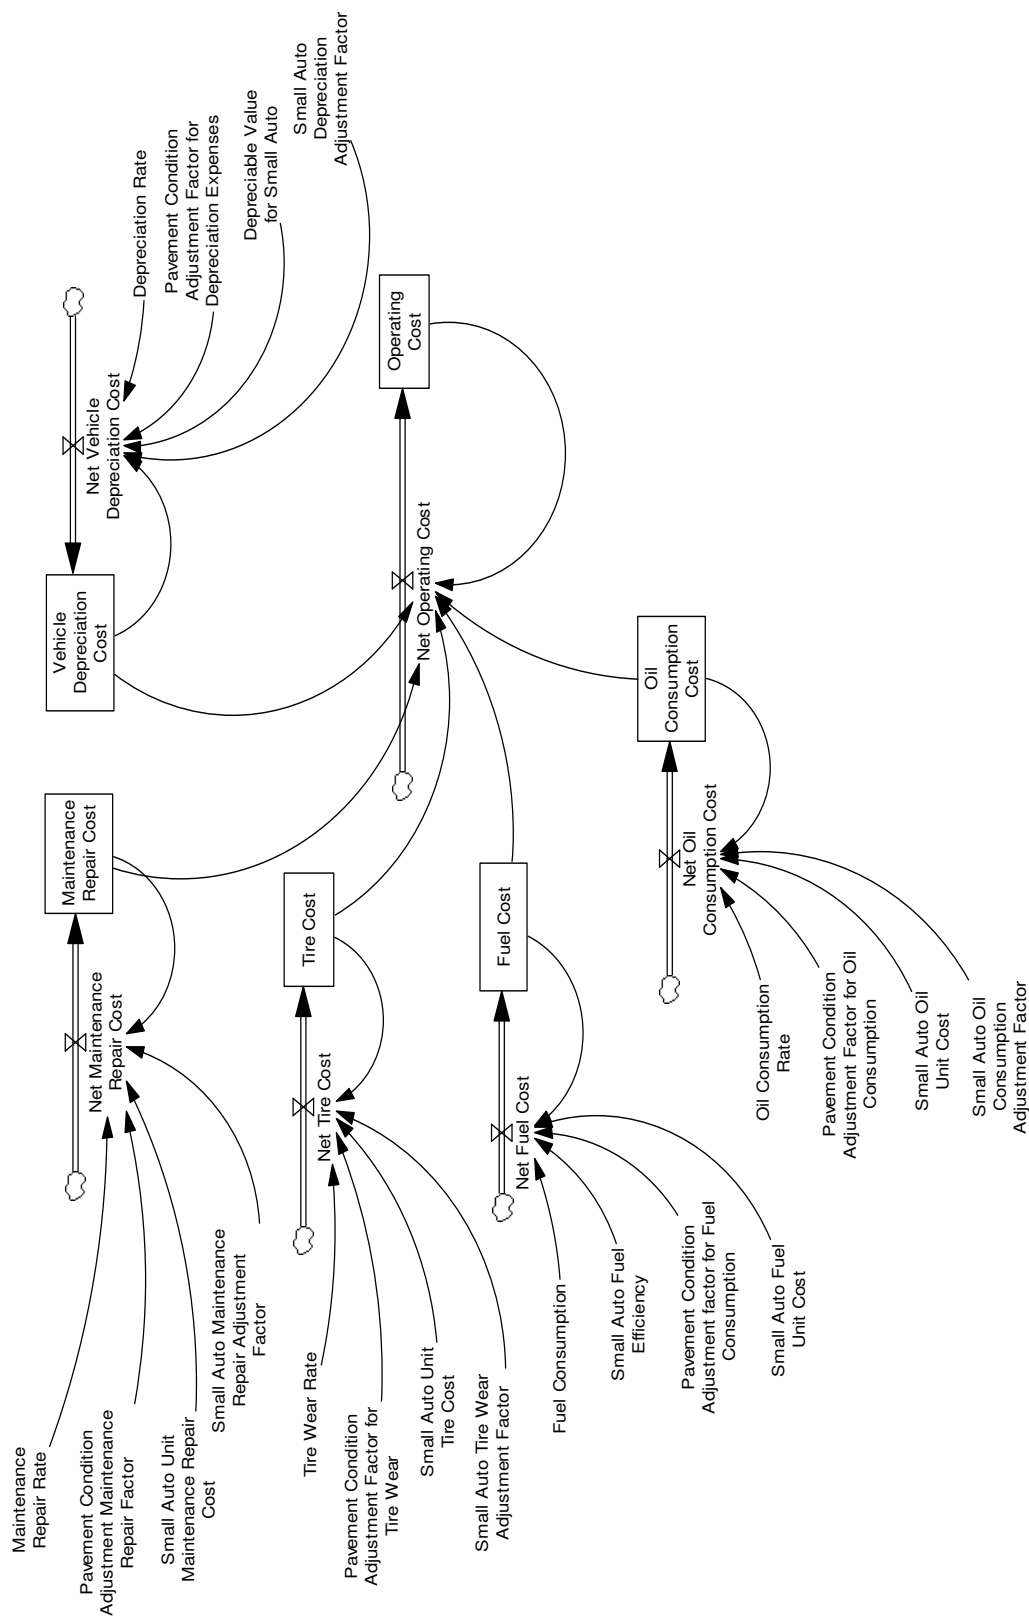 Maintenance
Repair Rate
Pavement Condition
Adjustment Maintenance
Repair Factor
Small Auto Unit
Maintenance Repair
Cost
Small Auto Maintenance
Repair Adjustment
Factor
Net Maintenance
Repair Cost
Maintenance
Repair Cost
Vehicle
Depreciation
Cost
Net Vehicle
Depreciation Cost
Depreciation Rate
Pavement Condition
Adjustment Factor for
Depreciation Expenses
Depreciable Value
for Small Auto
Small Auto
Depreciation
Adjustment Factor
Tire Wear Rate
Pavement Condition
Adjustment Factor for
Tire Wear
Small Auto Unit
Tire Cost
Small Auto Tire Wear
Adjustment Factor
Net Tire Cost
Tire Cost
Net Operating Cost
Operating
Cost
Fuel Consumption
Small Auto Fuel
Efficiency
Pavement Condition
Adjustment factor for Fuel
Consumption
Small Auto Fuel
Unit Cost
Net Fuel Cost
Fuel Cost
Oil
Consumption
Cost
Net Oil
Consumption Cost
Oil Consumption
Rate
Pavement Condition
Adjustment Factor for Oil
Consumption
Small Auto Oil
Unit Cost
Small Auto Oil
Consumption
Adjustment Factor